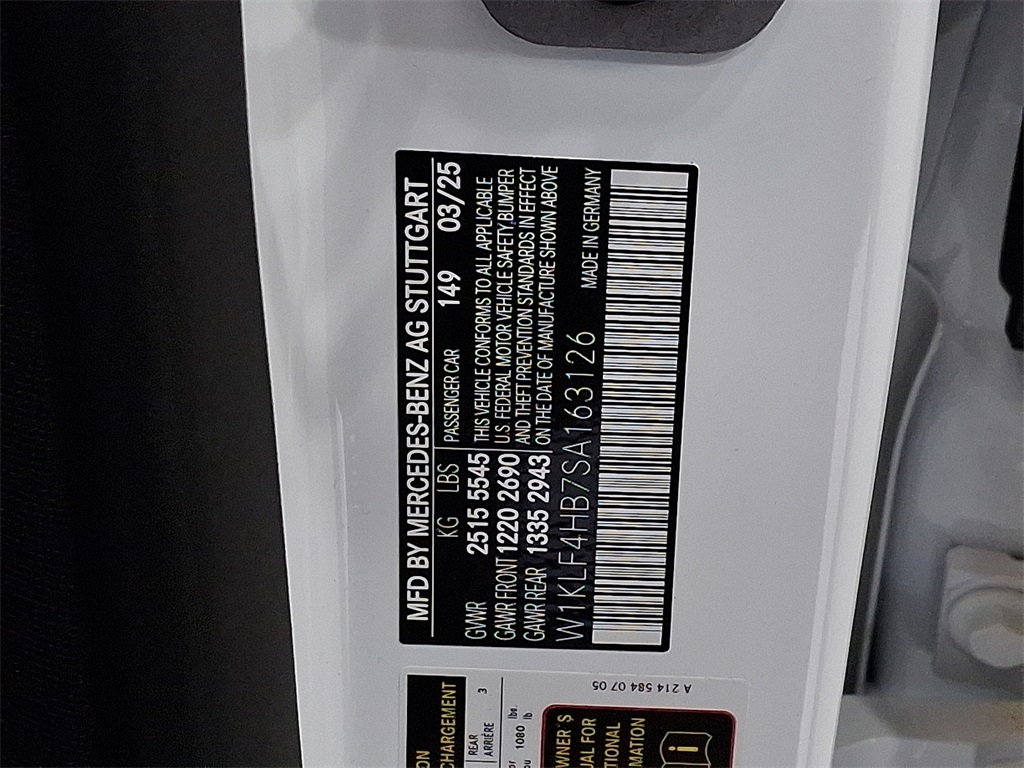 MFD BY MERCEDES-BENZ AG STUTTGART
KG LBS PASSENGER CAR 149 03/25
GVWR 2515 5545 THIS VEHICLE CONFORMS TO ALL APPLICABLE
GAWR FRONT 1220 2690 U.S. FEDERAL MOTOR VEHICLE SAFETY, BUMPER
GAWR REAR 1335 2943 AND THEFT PREVENTION STANDARDS IN EFFECT
ON THE DATE OF MANUFACTURE SHOWN ABOVE
W1KLF4HB7SA163126 MADE IN GERMANY
CHARGEMENT
REAR
ARRIÈRE 3
1080 lbs.
lb
A 214 584 07 05